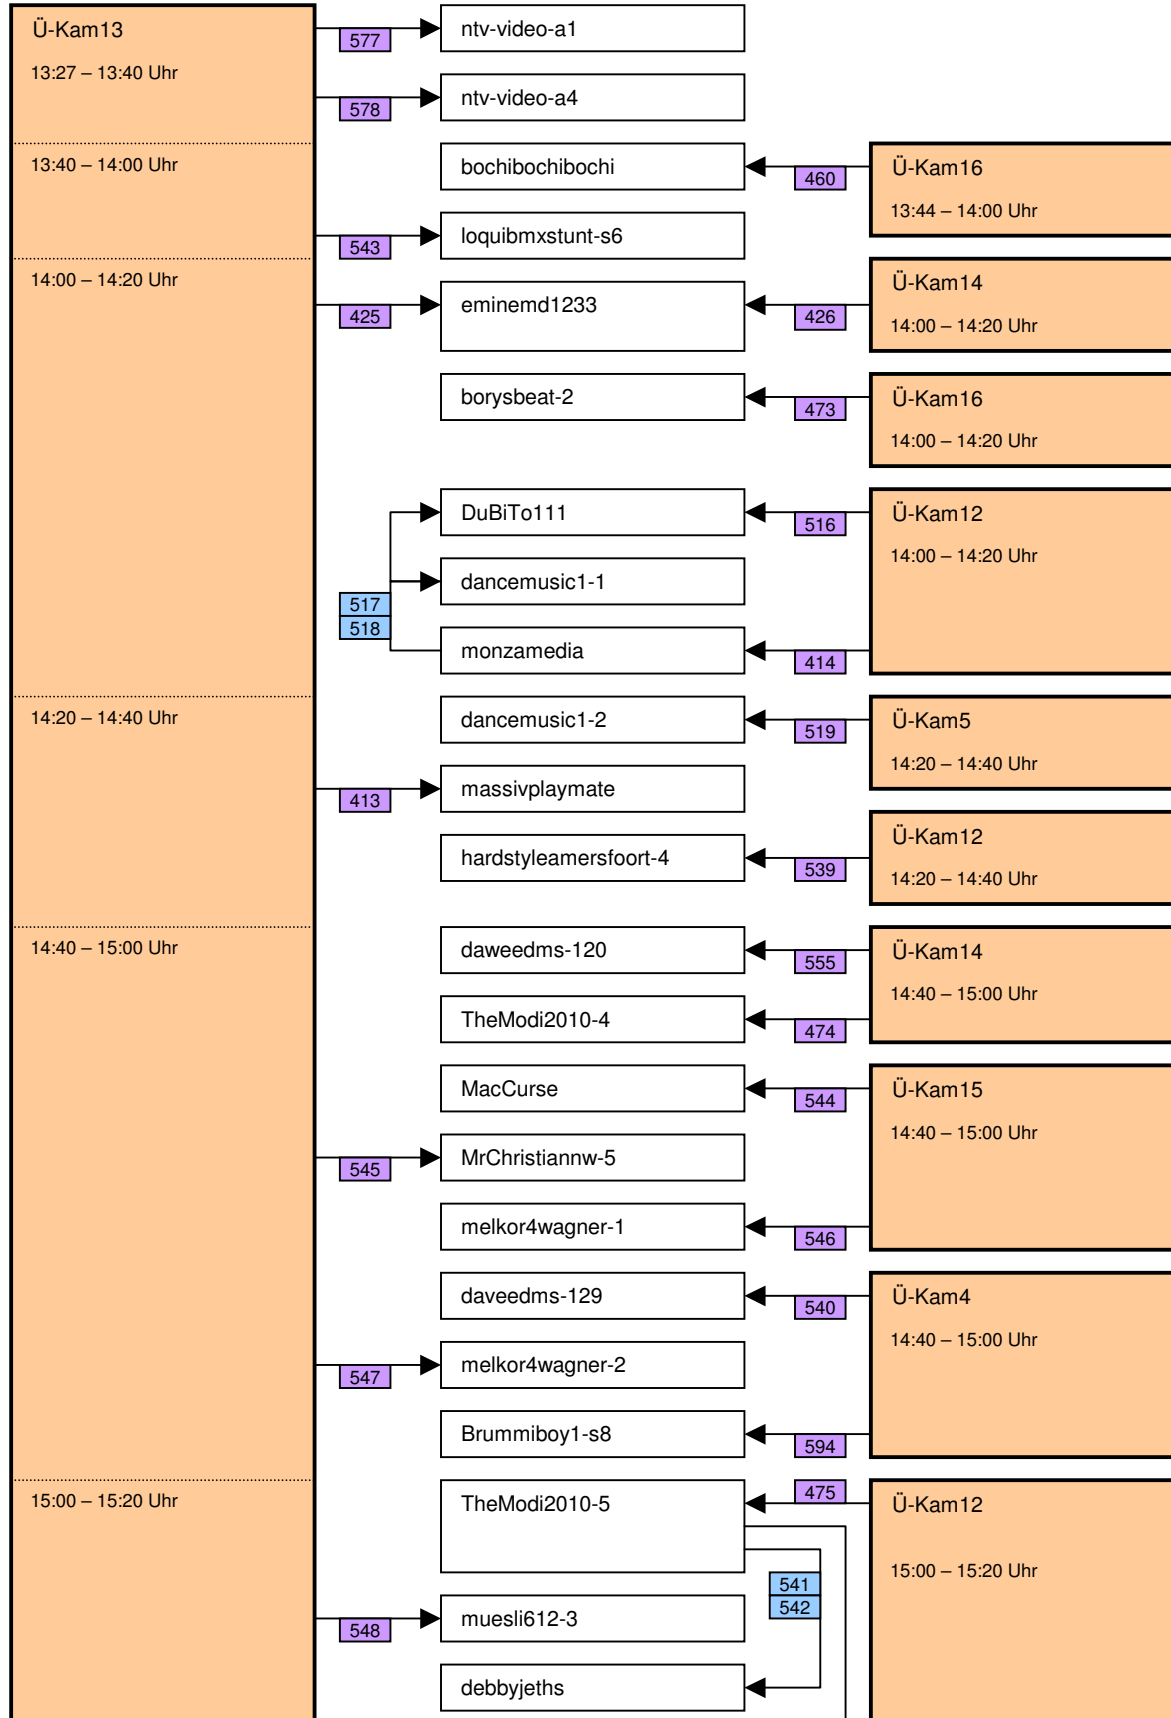 Ü-Kam13
13:27 – 13:40 Uhr
577
ntv-video-a1
578
ntv-video-a4
13:40 – 14:00 Uhr
bochibochibochi
460
Ü-Kam16
13:44 – 14:00 Uhr
543
loquibmxstunt-s6
14:00 – 14:20 Uhr
425
eminemd1233
426
Ü-Kam14
14:00 – 14:20 Uhr
borysbeat-2
473
Ü-Kam16
14:00 – 14:20 Uhr
DuBiTo111
516
Ü-Kam12
14:00 – 14:20 Uhr
dancemusic1-1
517
518
monzamedia
414
14:20 – 14:40 Uhr
dancemusic1-2
519
Ü-Kam5
14:20 – 14:40 Uhr
413
massivplaymate
hardstyleamersfoort-4
539
Ü-Kam12
14:20 – 14:40 Uhr
14:40 – 15:00 Uhr
daweedms-120
555
Ü-Kam14
14:40 – 15:00 Uhr
TheModi2010-4
474
MacCurse
544
Ü-Kam15
14:40 – 15:00 Uhr
545
MrChristiannw-5
melkor4wagner-1
546
daveedms-129
540
Ü-Kam4
14:40 – 15:00 Uhr
547
melkor4wagner-2
Brummiboy1-s8
594
15:00 – 15:20 Uhr
TheModi2010-5
475
Ü-Kam12
15:00 – 15:20 Uhr
541
542
548
muesli612-3
debbyjeths